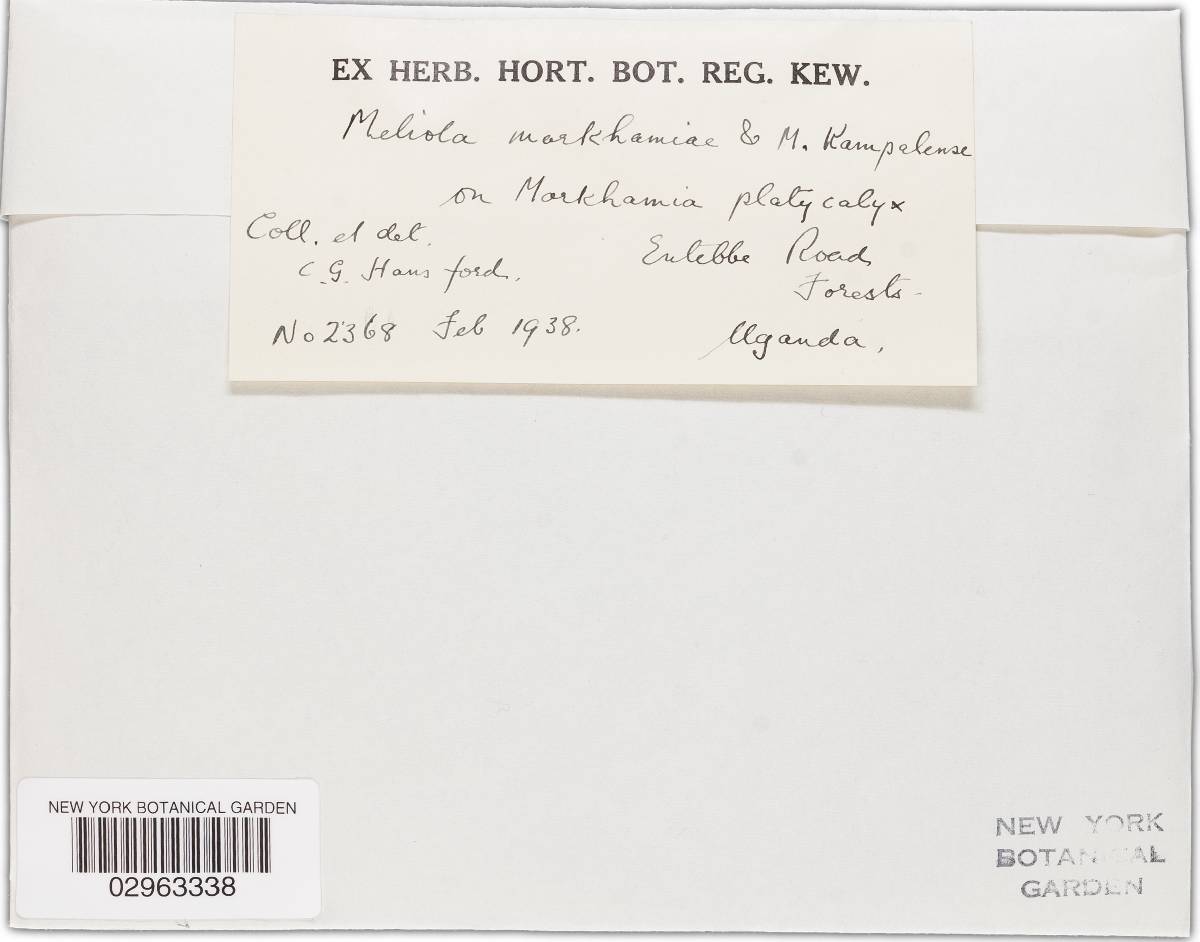 EX HERB. HORT. BOT. REG. KEW.
Meliola markhamiae & M. Kampalense
on Markhamia platycalyx
Coll. et det.
C.G. Hansford.
Entebbe Road
Forests -
No 2368 Feb 1938.
Uganda,
NEW YORK BOTANICAL GARDEN
02963338
NEW YORK
BOTANICAL
GARDEN